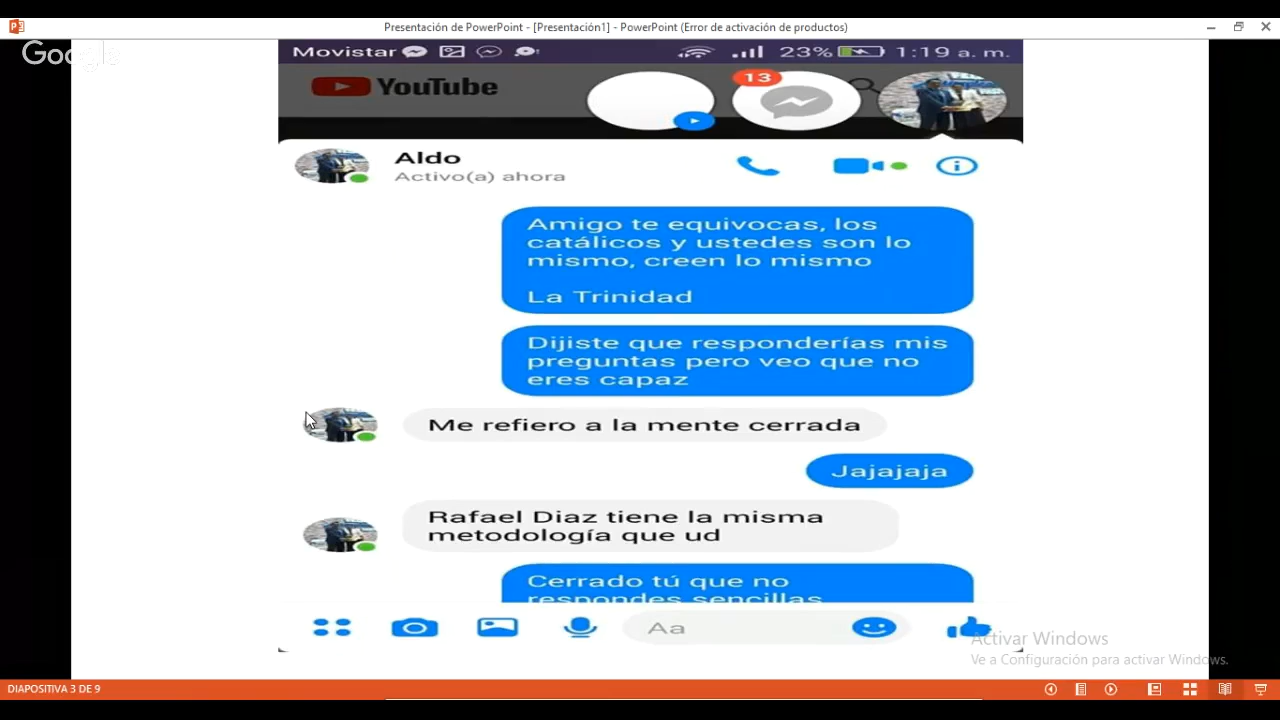 Presentación de PowerPoint - [Presentación1] - PowerPoint (Error de activación de productos)
Google
Movistar 23% 1:19 a. m.
YouTube
13
Aldo
Activo(a) ahora
Amigo te equivocas, los
catálicos y ustedes son lo
mismo, creen lo mismo
La Trinidad
Dijiste que responderías mis
preguntas pero veo que no
eres capaz
Me refiero a la mente cerrada
Jajajaja
Rafael Diaz tiene la misma
metodología que ud
Cerrado tú que no
respondes sencillas
Aa
Activar Windows
Ve a Configuración para activar Windows.
DIAPOSITIVA 3 DE 9